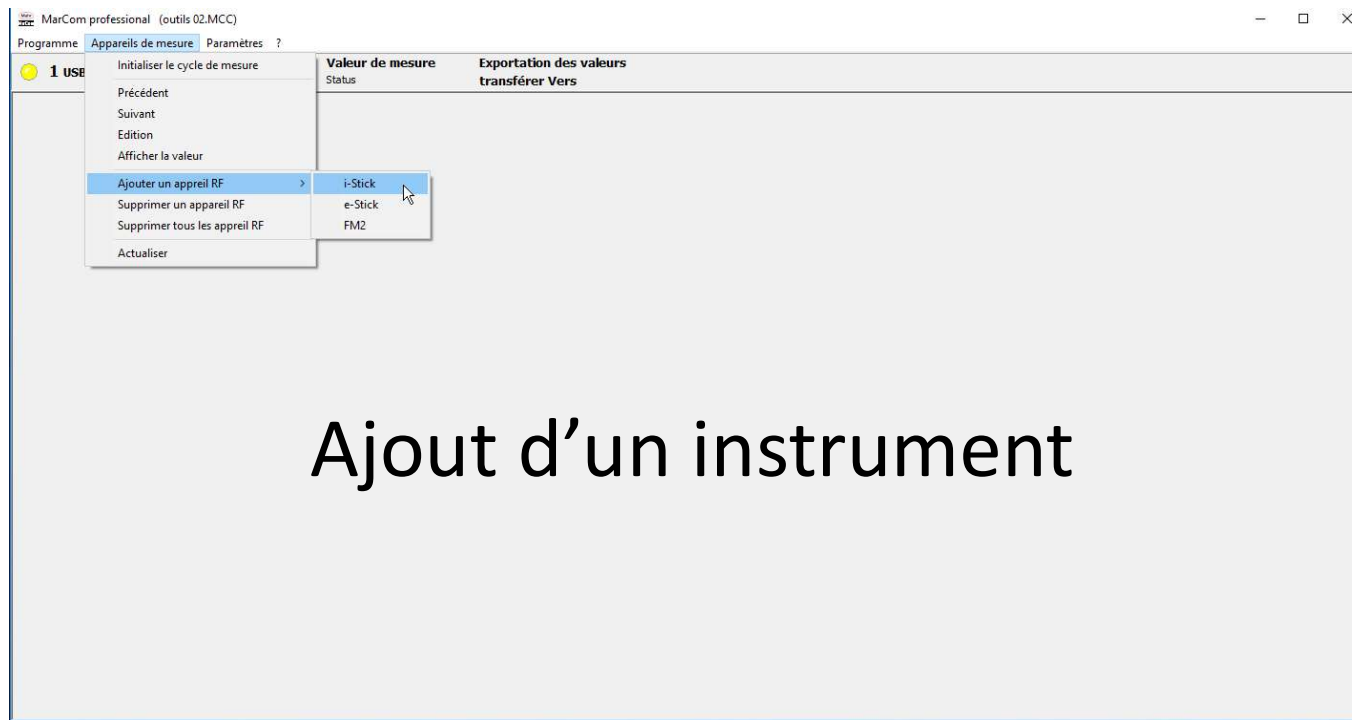 MarCom professional (outils 02.MCC)
Programme Appareils de mesure Paramètres ?
1 USB
Valeur de mesure
Status
Exportation des valeurs
transférer Vers
Initialiser le cycle de mesure
Précédent
Suivant
Edition
Afficher la valeur
Ajouter un appreil RF
Supprimer un appareil RF
Supprimer tous les appreil RF
Actualiser
i-Stick
e-Stick
FM2
Ajout d’un instrument